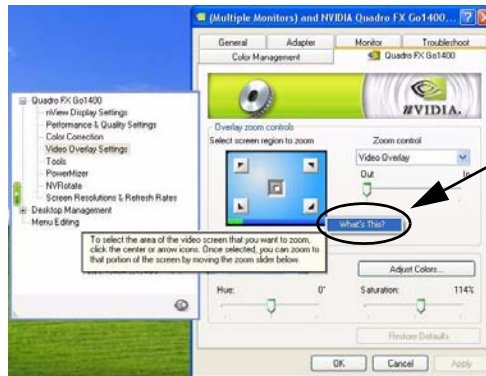 (Multiple Monitors) and NVIDIA Quadro FX Go1400...
General Adapter Monitor Troubleshoot
Color Management Quadro FX Go1400
NVIDIA.
Quadro FX Go1400
nView Display Settings
Performance & Quality Settings
Color Correction
Video Overlay Settings
Tools
PowerMizer
NVRotate
Screen Resolutions & Refresh Rates
Desktop Management
Menu Editing
Overlay zoom controls
Select screen region to zoom
Zoom control
Video Overlay
Out In
What's This?
To select the area of the video screen that you want to zoom,
click the center or arrow icons. Once selected, you can zoom to
that portion of the screen by moving the zoom slider below.
Adjust Colors...
Hue: 0° Saturation: 114%
Restore Defaults
OK Cancel Apply